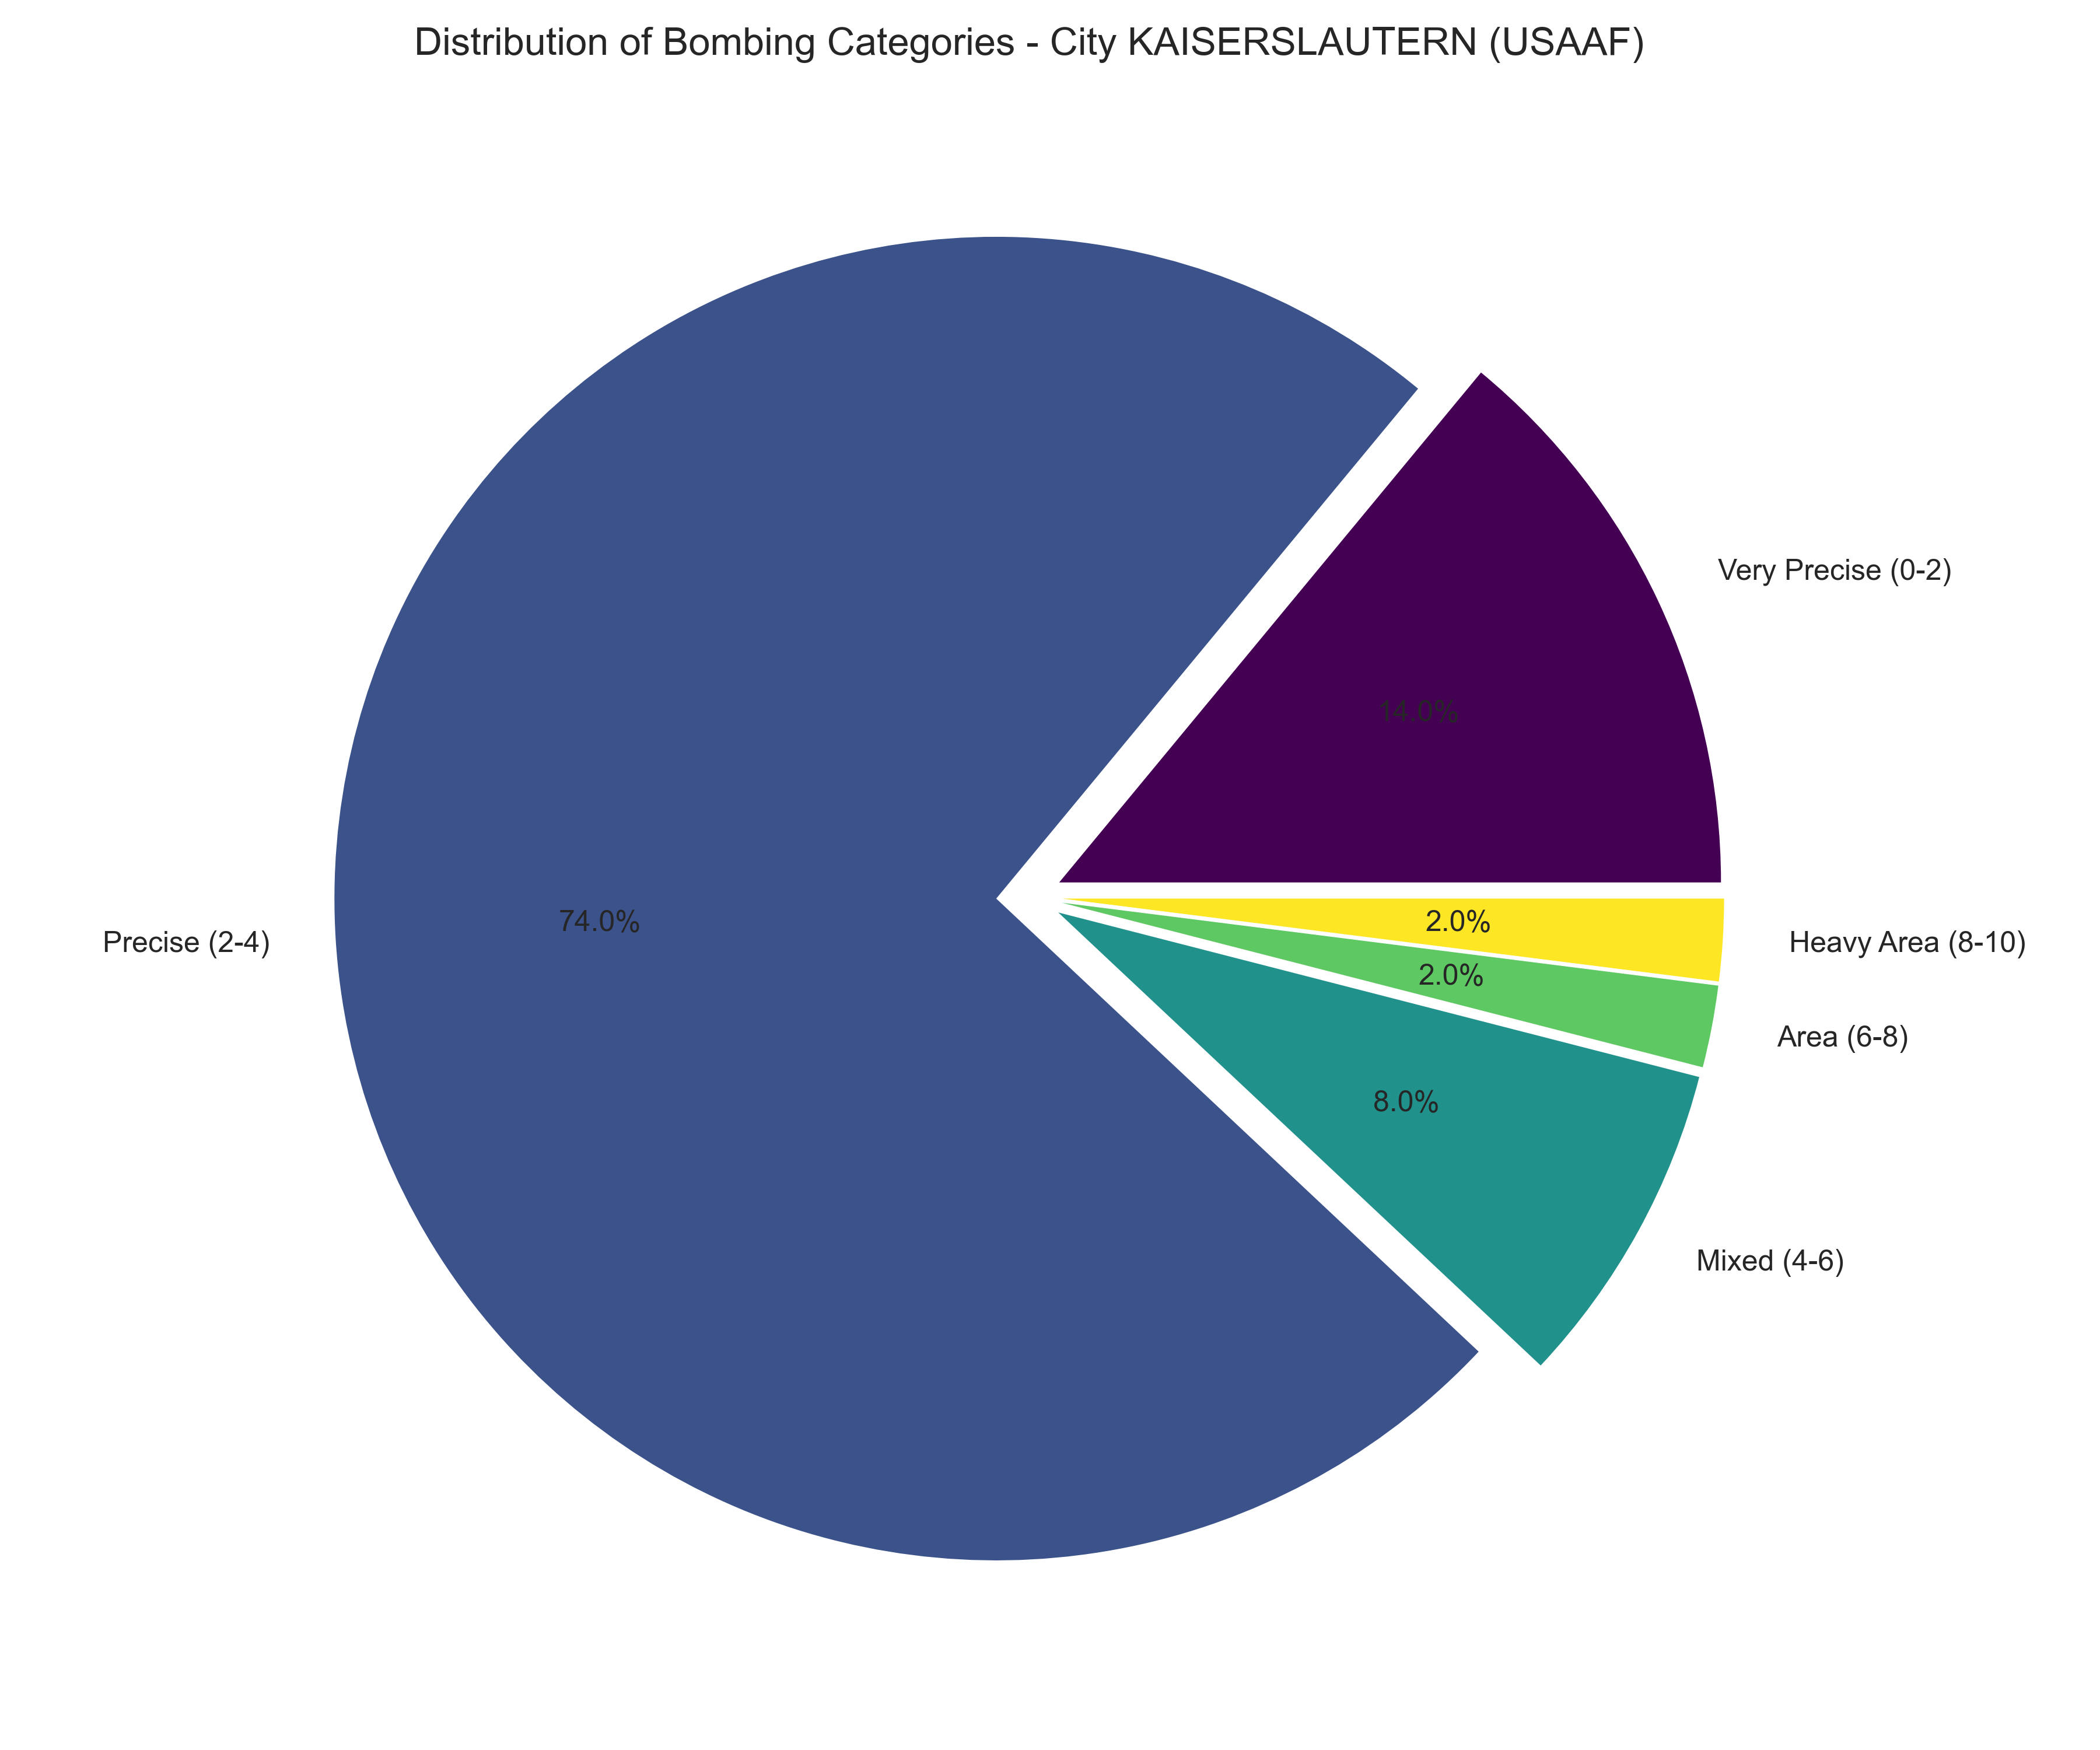 Distribution of Bombing Categories - City KAISERSLAUTERN (USAAF)
Very Precise (0-2)
14.0%
Precise (2-4)
74.0%
2.0%
Heavy Area (8-10)
2.0%
Area (6-8)
8.0%
Mixed (4-6)